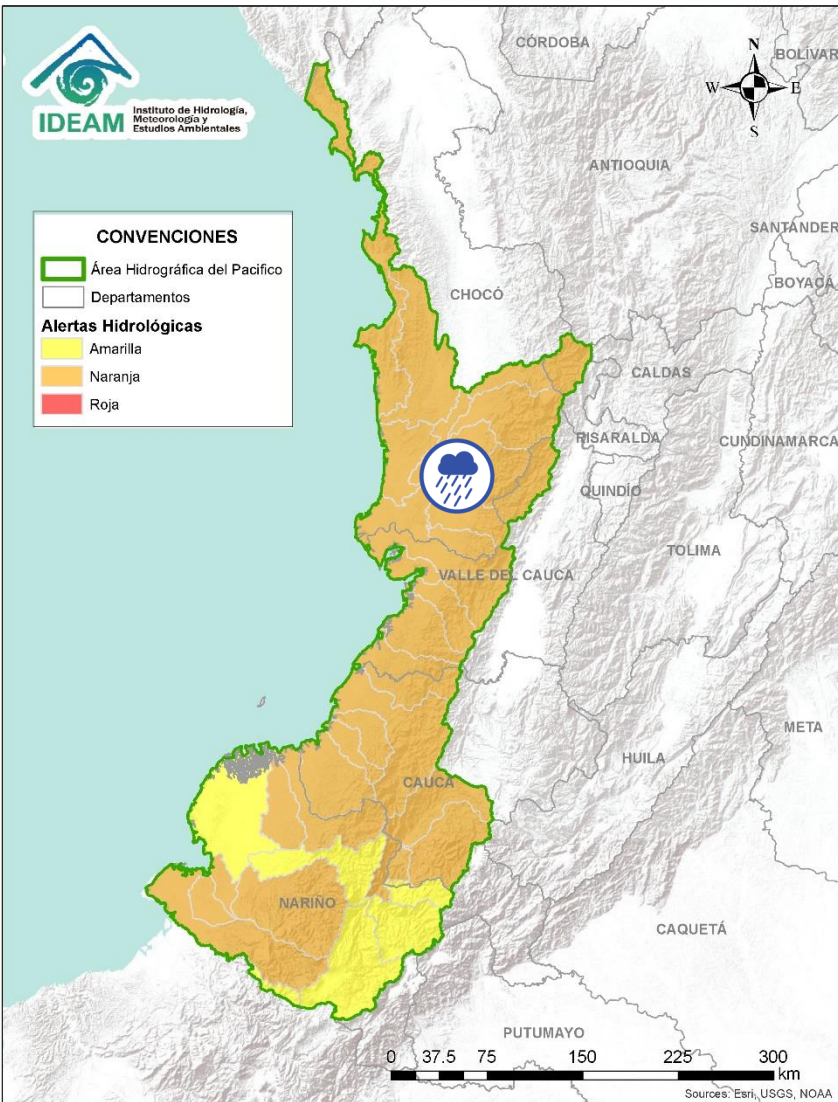 IDEAM
Instituto de Hidrología,
Meteorología y
Estudios Ambientales
CÓRDOBA
BOLÍVAR
N
W
E
S
ANTIOQUIA
SANTANDER
BOYACÁ
CONVENCIONES
Área Hidrográfica del Pacifico
Departamentos
Alertas Hidrológicas
Amarilla
Naranja
Roja
CHOCÓ
CALDAS
RISARALDA
CUNDINAMARCA
QUINDÍO
TOLIMA
VALLE DEL CAUCA
META
HUILA
CAUCA
NARIÑO
CAQUETÁ
PUTUMAYO
0 37.5 75 150 225 300
km
Sources: Esri, USGS, NOAA